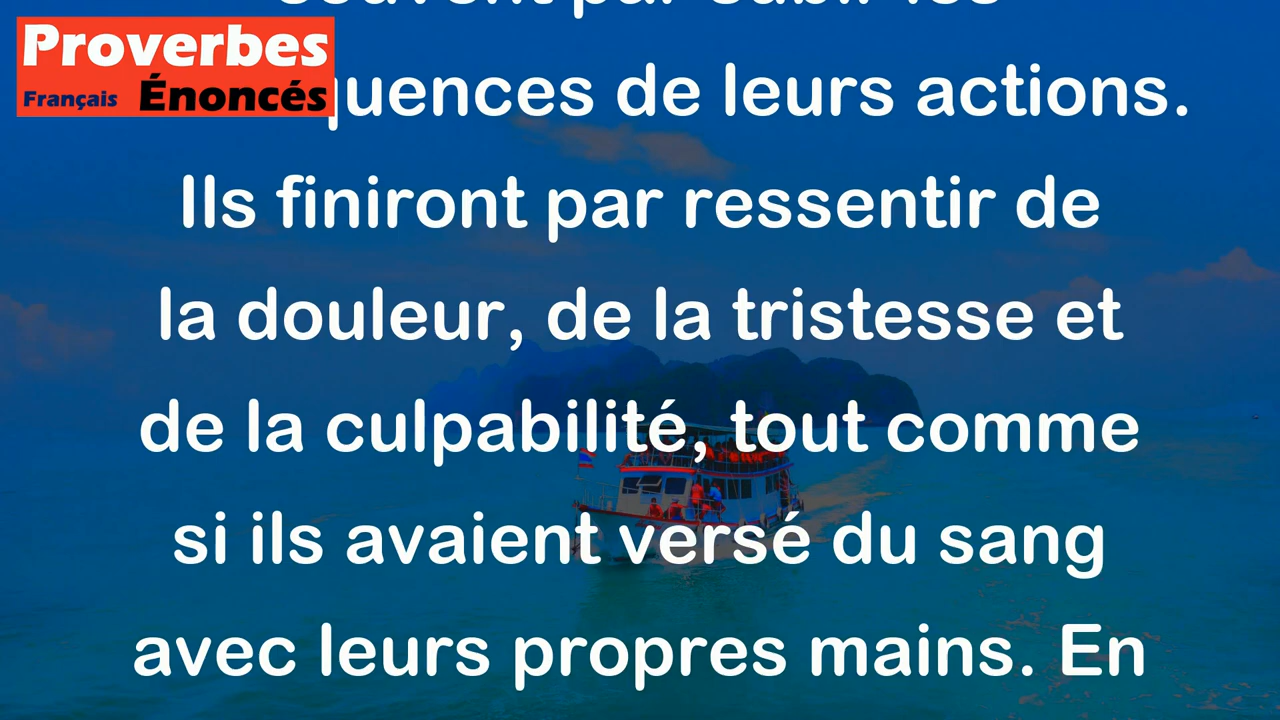 Proverbes
Français Énoncés
quences de leurs actions.
Ils finiront par ressentir de
la douleur, de la tristesse et
de la culpabilité, tout comme
si ils avaient versé du sang
avec leurs propres mains. En